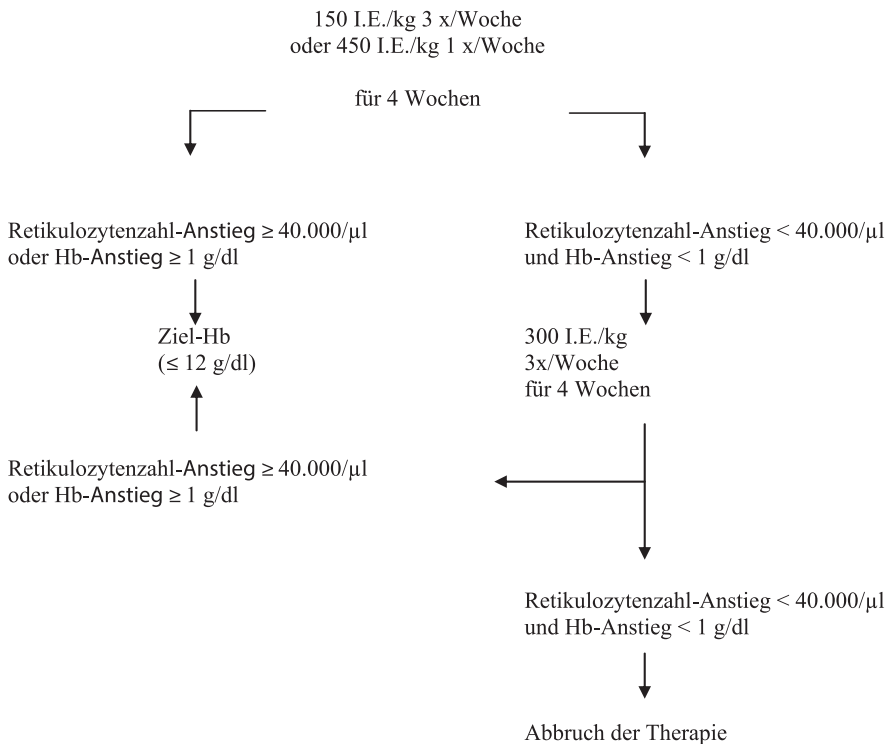 150 I.E./kg 3 x/Woche
oder 450 I.E./kg 1 x/Woche
für 4 Wochen
Retikulozytenzahl-Anstieg ≥ 40.000/µl
oder Hb-Anstieg ≥ 1 g/dl
Retikulozytenzahl-Anstieg < 40.000/µl
und Hb-Anstieg < 1 g/dl
Ziel-Hb
(≤ 12 g/dl)
300 I.E./kg
3x/Woche
für 4 Wochen
Retikulozytenzahl-Anstieg ≥ 40.000/µl
oder Hb-Anstieg ≥ 1 g/dl
Retikulozytenzahl-Anstieg < 40.000/µl
und Hb-Anstieg < 1 g/dl
Abbruch der Therapie